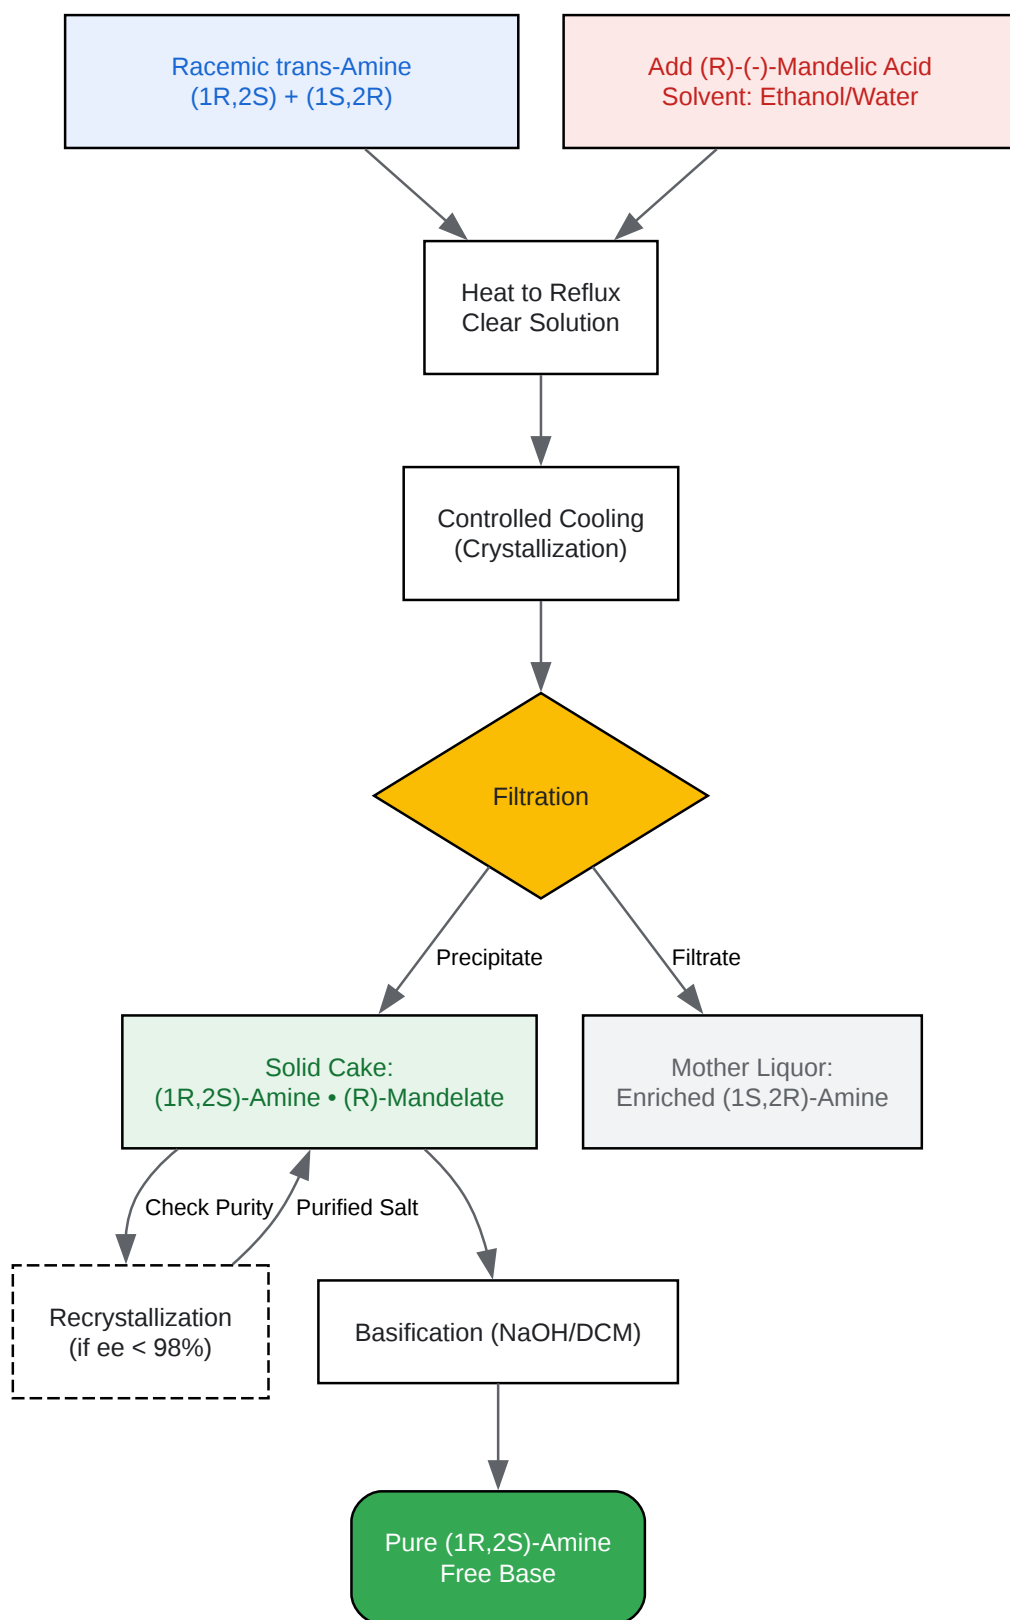 Racemic trans-Amine
(1R,2S) + (1S,2R)
Add (R)-(-)-Mandelic Acid
Solvent: Ethanol/Water
Heat to Reflux
Clear Solution
Controlled Cooling
(Crystallization)
Filtration
Precipitate
Filtrate
Solid Cake:
(1R,2S)-Amine • (R)-Mandelate
Mother Liquor:
Enriched (1S,2R)-Amine
Check Purity
Purified Salt
Recrystallization
(if ee < 98%)
Basification (NaOH/DCM)
Pure (1R,2S)-Amine
Free Base